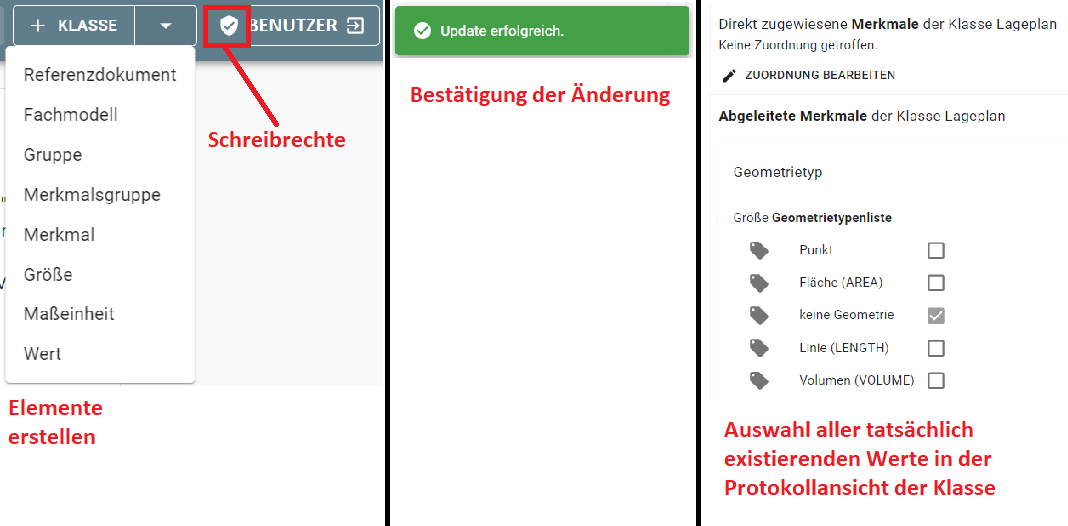 KLASSE
BENUTZER
Referenzdokument
Fachmodell
Gruppe
Merkmalsgruppe
Merkmal
Größe
Maßeinheit
Wert
Schreibrechte
Elemente
erstellen
Update erfolgreich.
Bestätigung der Änderung
Direkt zugewiesene Merkmale der Klasse Lageplan
Keine Zuordnung getroffen.
ZUORDNUNG BEARBEITEN
Abgeleitete Merkmale der Klasse Lageplan
Geometrietyp
Größe Geometrietypenliste
Punkt
Fläche (AREA)
keine Geometrie
Linie (LENGTH)
Volumen (VOLUME)
Auswahl aller tatsächlich
existierenden Werte in der
Protokollansicht der Klasse